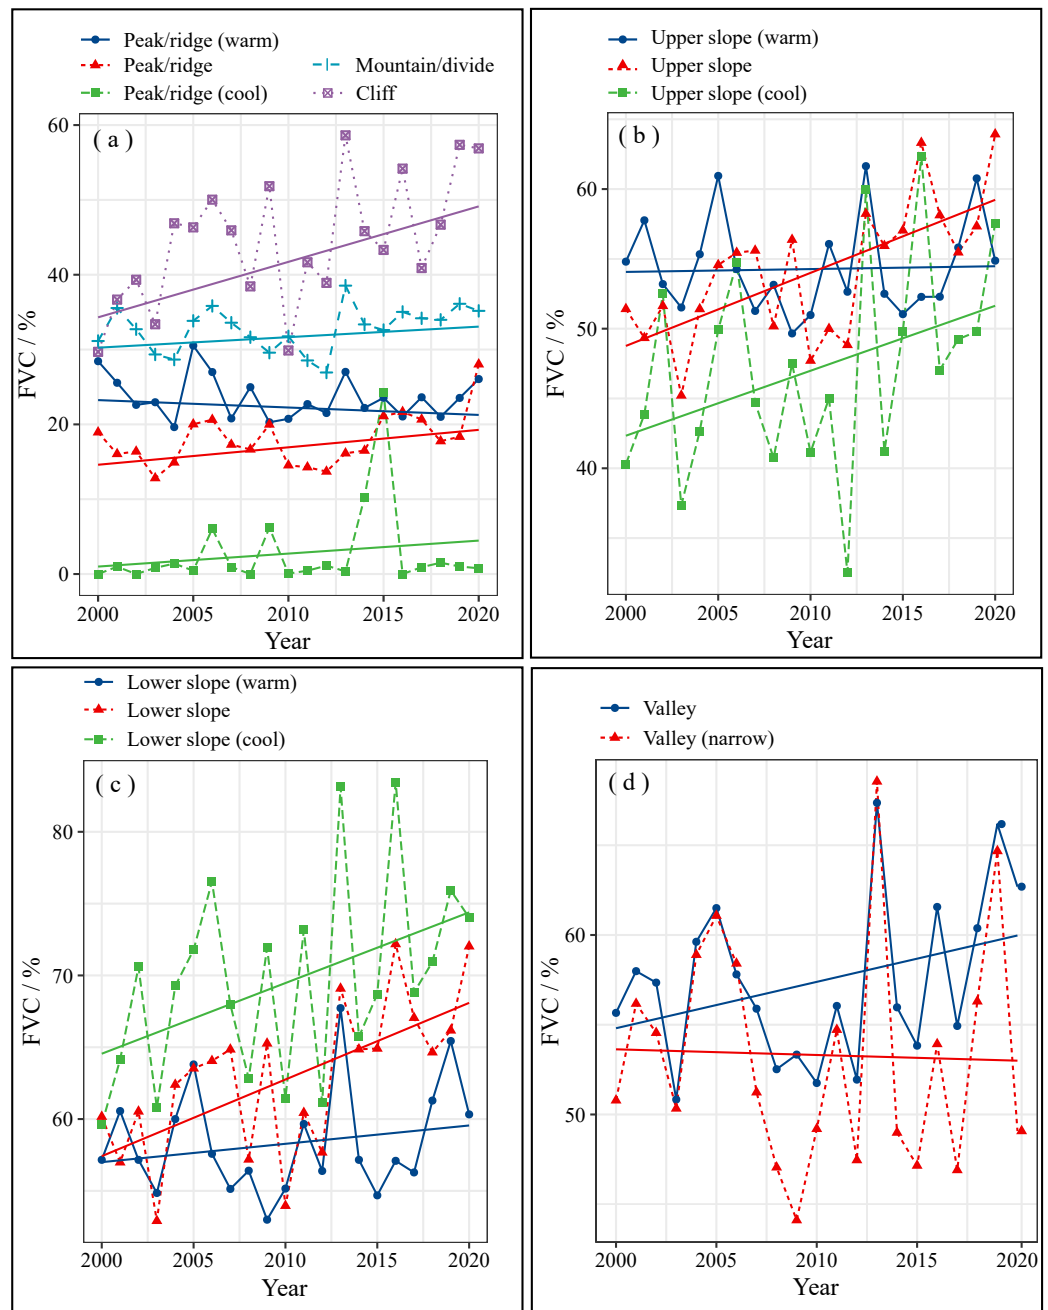 Peak/ridge (warm)
Peak/ridge
Mountain/divide
Peak/ridge (cool)
Cliff
( a )
60
40
20
0
FVC / %
2000 2005 2010 2015 2020
Year
Upper slope (warm)
Upper slope
Upper slope (cool)
( b )
60
50
40
FVC / %
2000 2005 2010 2015 2020
Year
Lower slope (warm)
Lower slope
Lower slope (cool)
( c )
80
70
60
FVC / %
2000 2005 2010 2015 2020
Year
Valley
Valley (narrow)
( d )
60
50
FVC / %
2000 2005 2010 2015 2020
Year